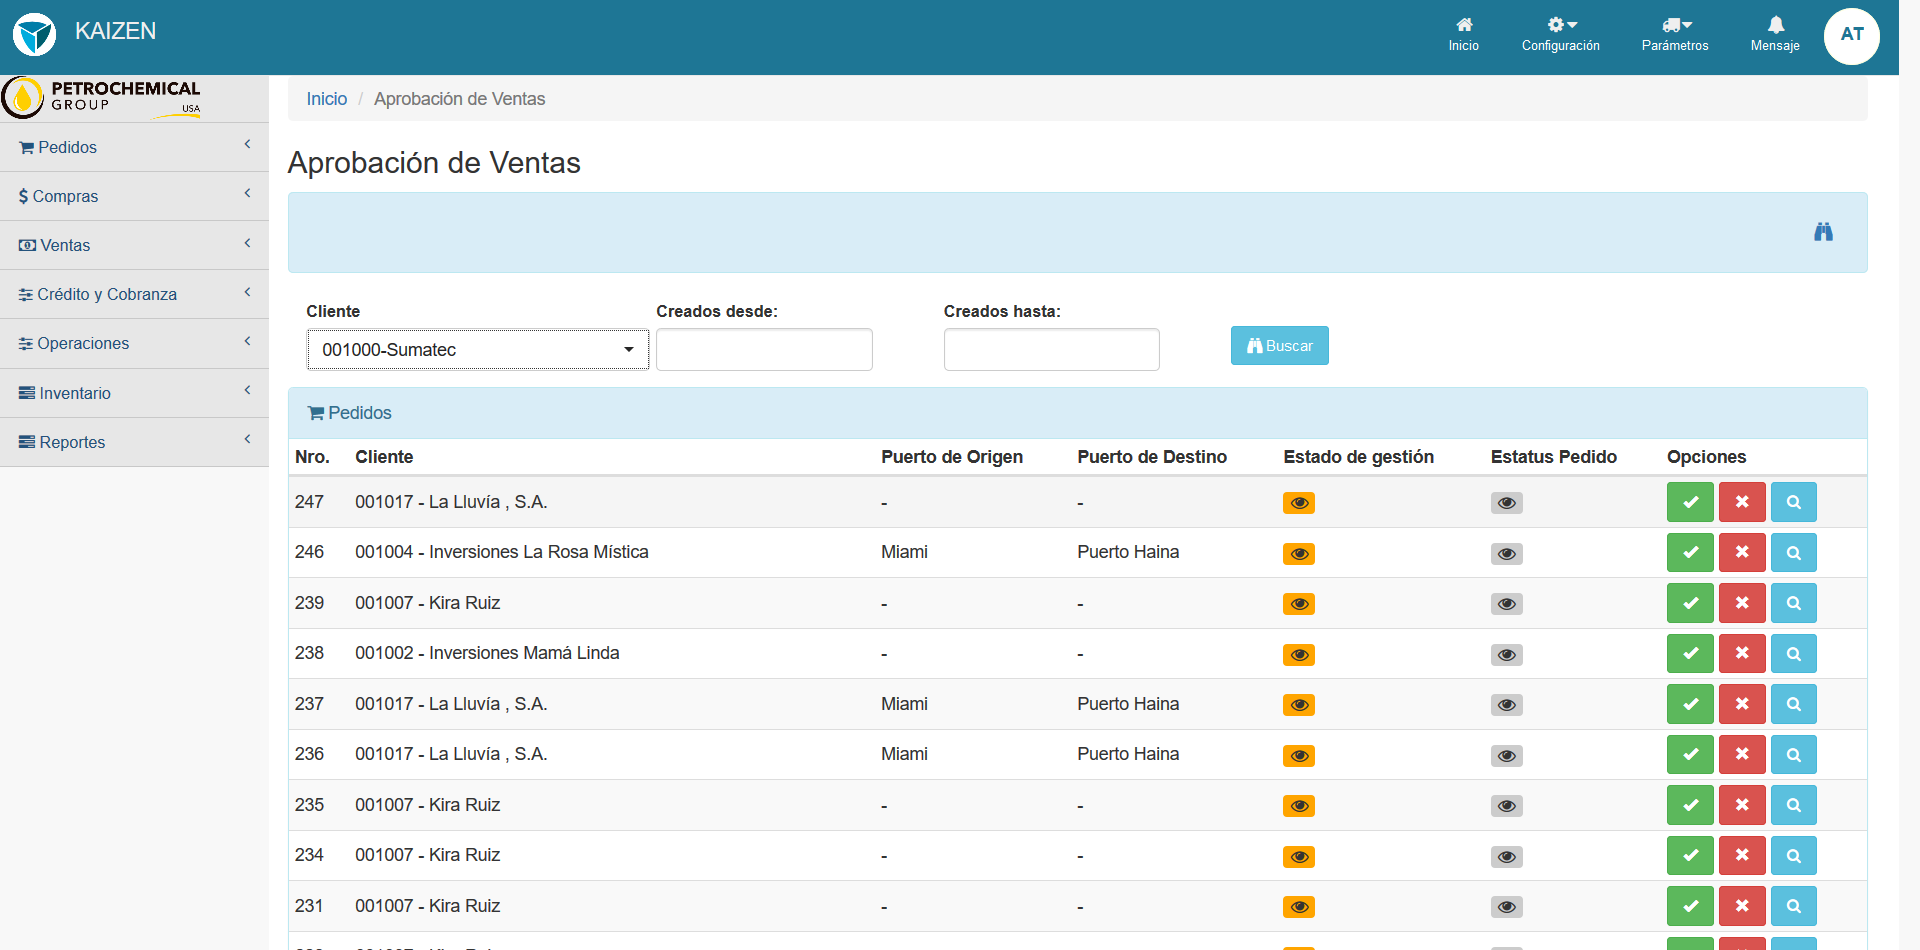 KAIZEN
Inicio
Configuración
Parámetros
Mensaje
AT
PETROCHEMICAL
GROUP
USA
Pedidos
Compras
Ventas
Crédito y Cobranza
Operaciones
Inventario
Reportes
Inicio / Aprobación de Ventas
Aprobación de Ventas
Cliente Creados desde: Creados hasta:
001000-Sumatec Buscar
Pedidos
Nro. Cliente Puerto de Origen Puerto de Destino Estado de gestión Estatus Pedido Opciones
247 001017 - La Lluvía , S.A. - -
246 001004 - Inversiones La Rosa Mística Miami Puerto Haina
239 001007 - Kira Ruiz - -
238 001002 - Inversiones Mamá Linda - -
237 001017 - La Lluvía , S.A. Miami Puerto Haina
236 001017 - La Lluvía , S.A. Miami Puerto Haina
235 001007 - Kira Ruiz - -
234 001007 - Kira Ruiz - -
231 001007 - Kira Ruiz - -